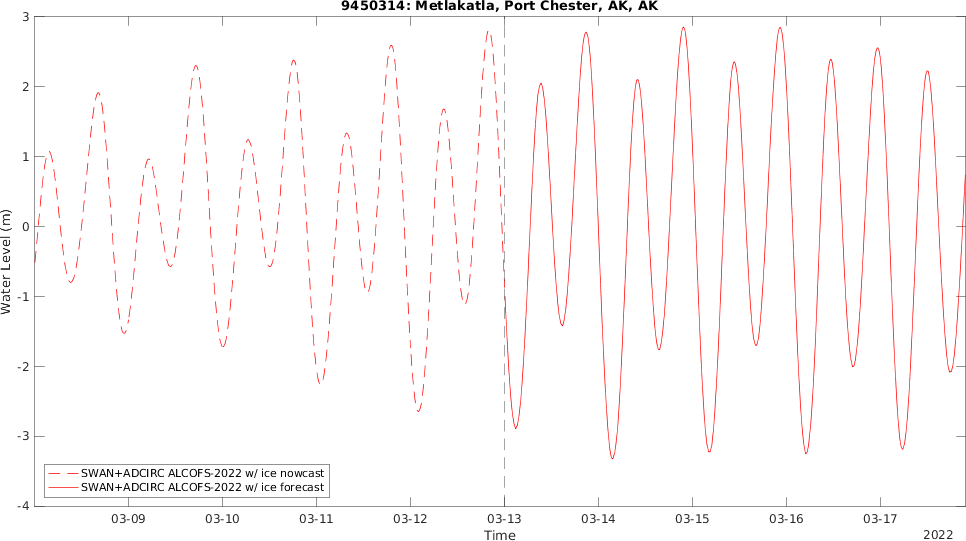 9450314: Metlakatla, Port Chester, AK, AK
3
2
1
0
-1
-2
-3
-4
Water Level (m)
SWAN+ADCIRC ALCOFS-2022 w/ ice nowcast
SWAN+ADCIRC ALCOFS-2022 w/ ice forecast
03-09 03-10 03-11 03-12 03-13 03-14 03-15 03-16 03-17
Time
2022